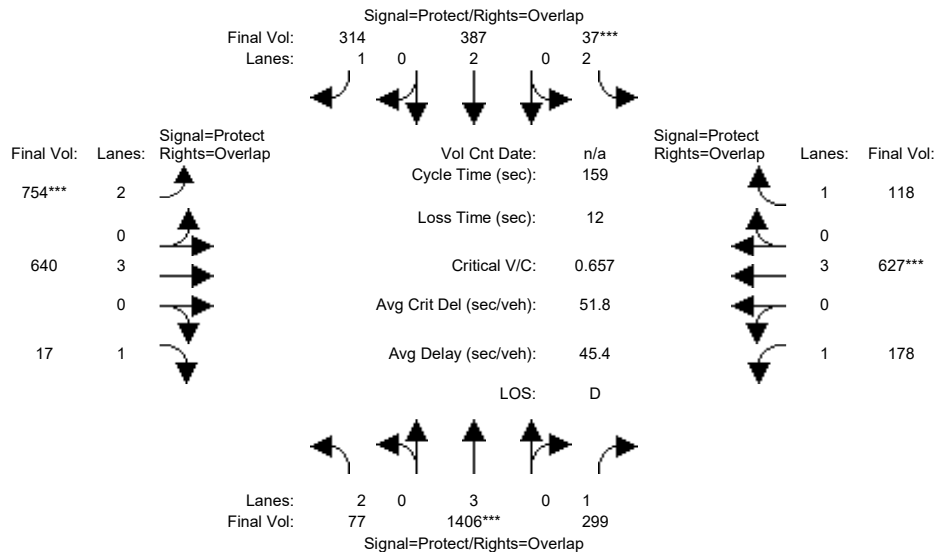 Signal=Protect/Rights=Overlap
Final Vol: 314 387 37***
Lanes: 1 0 2 0 2
Signal=Protect
Final Vol: Lanes: Rights=Overlap
Vol Cnt Date: n/a
Signal=Protect
Rights=Overlap Lanes: Final Vol:
754*** 2
Cycle Time (sec): 159
1 118
0
Loss Time (sec): 12
0
640 3
Critical V/C: 0.657
3 627***
0
Avg Crit Del (sec/veh): 51.8
0
17 1
Avg Delay (sec/veh): 45.4
1 178
LOS: D
Lanes: 2 0 3 0 1
Final Vol: 77 1406*** 299
Signal=Protect/Rights=Overlap